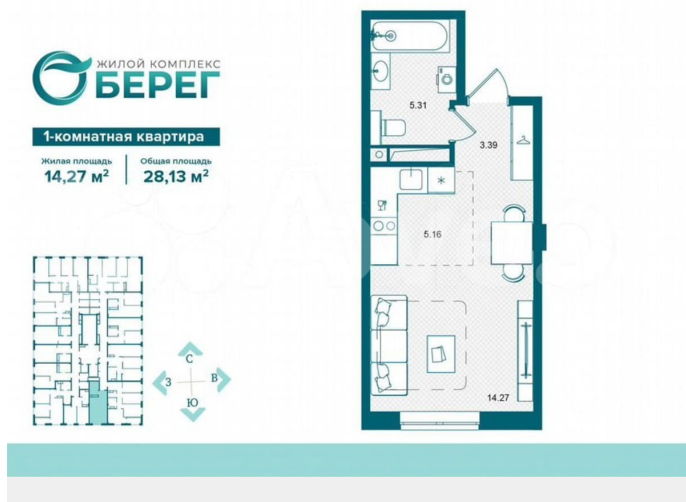 ЖИЛОЙ КОМПЛЕКС
БЕРЕГ
1-комнатная квартира
Жилая площадь
14,27 м²
Общая площадь
28,13 м²
5.31
3.39
5.16
14.27
С
З
В
Ю
Авито